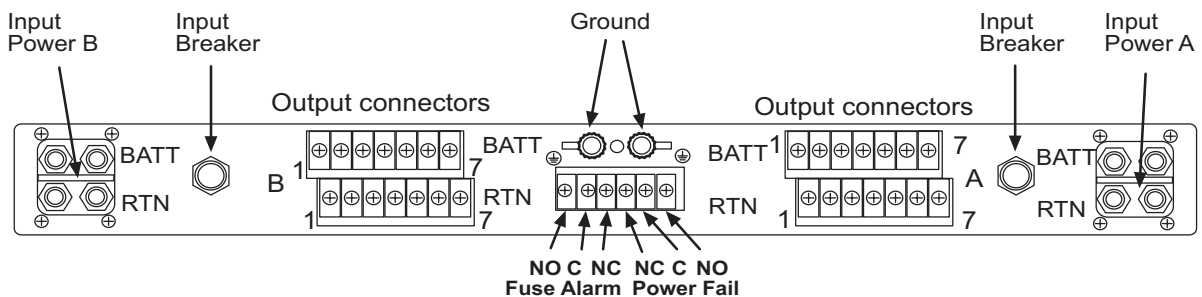 Input
Power B
Input
Breaker
Ground
Input
Breaker
Input
Power A
Output connectors
Output connectors
BATT
1
7
BATT
BATT
1
7
BATT
B
A
RTN
1
7
RTN
RTN
1
7
RTN
NO C NC NC C NO
Fuse Alarm Power Fail